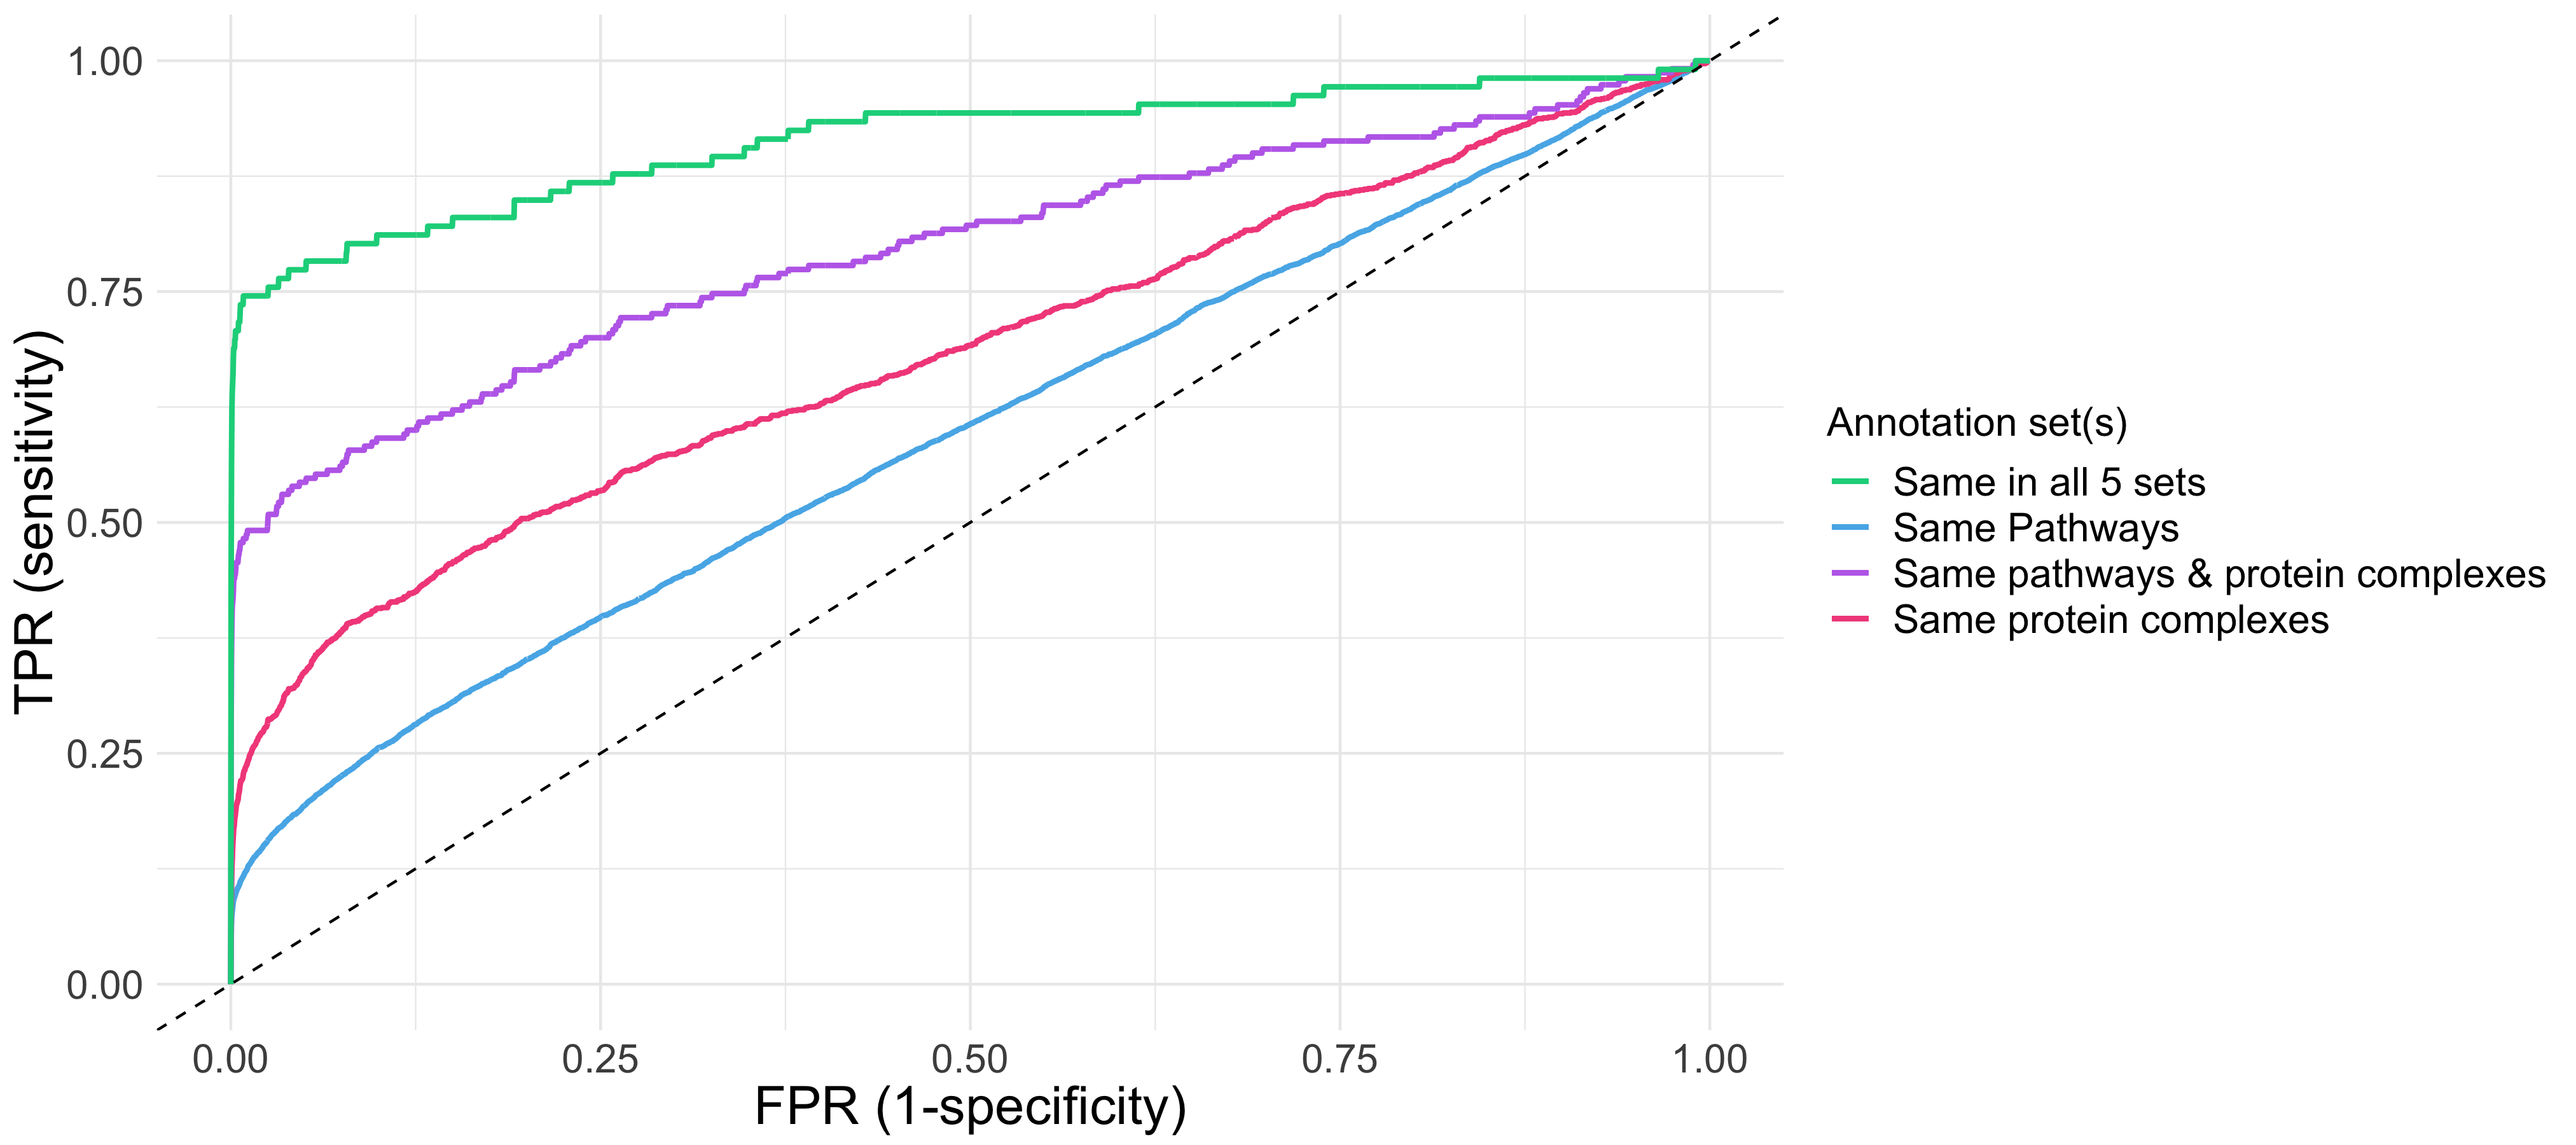 1.00
0.75
0.50
0.25
0.00
TPR (sensitivity)
0.00 0.25 0.50 0.75 1.00
FPR (1-specificity)
Annotation set(s)
Same in all 5 sets
Same Pathways
Same pathways & protein complexes
Same protein complexes